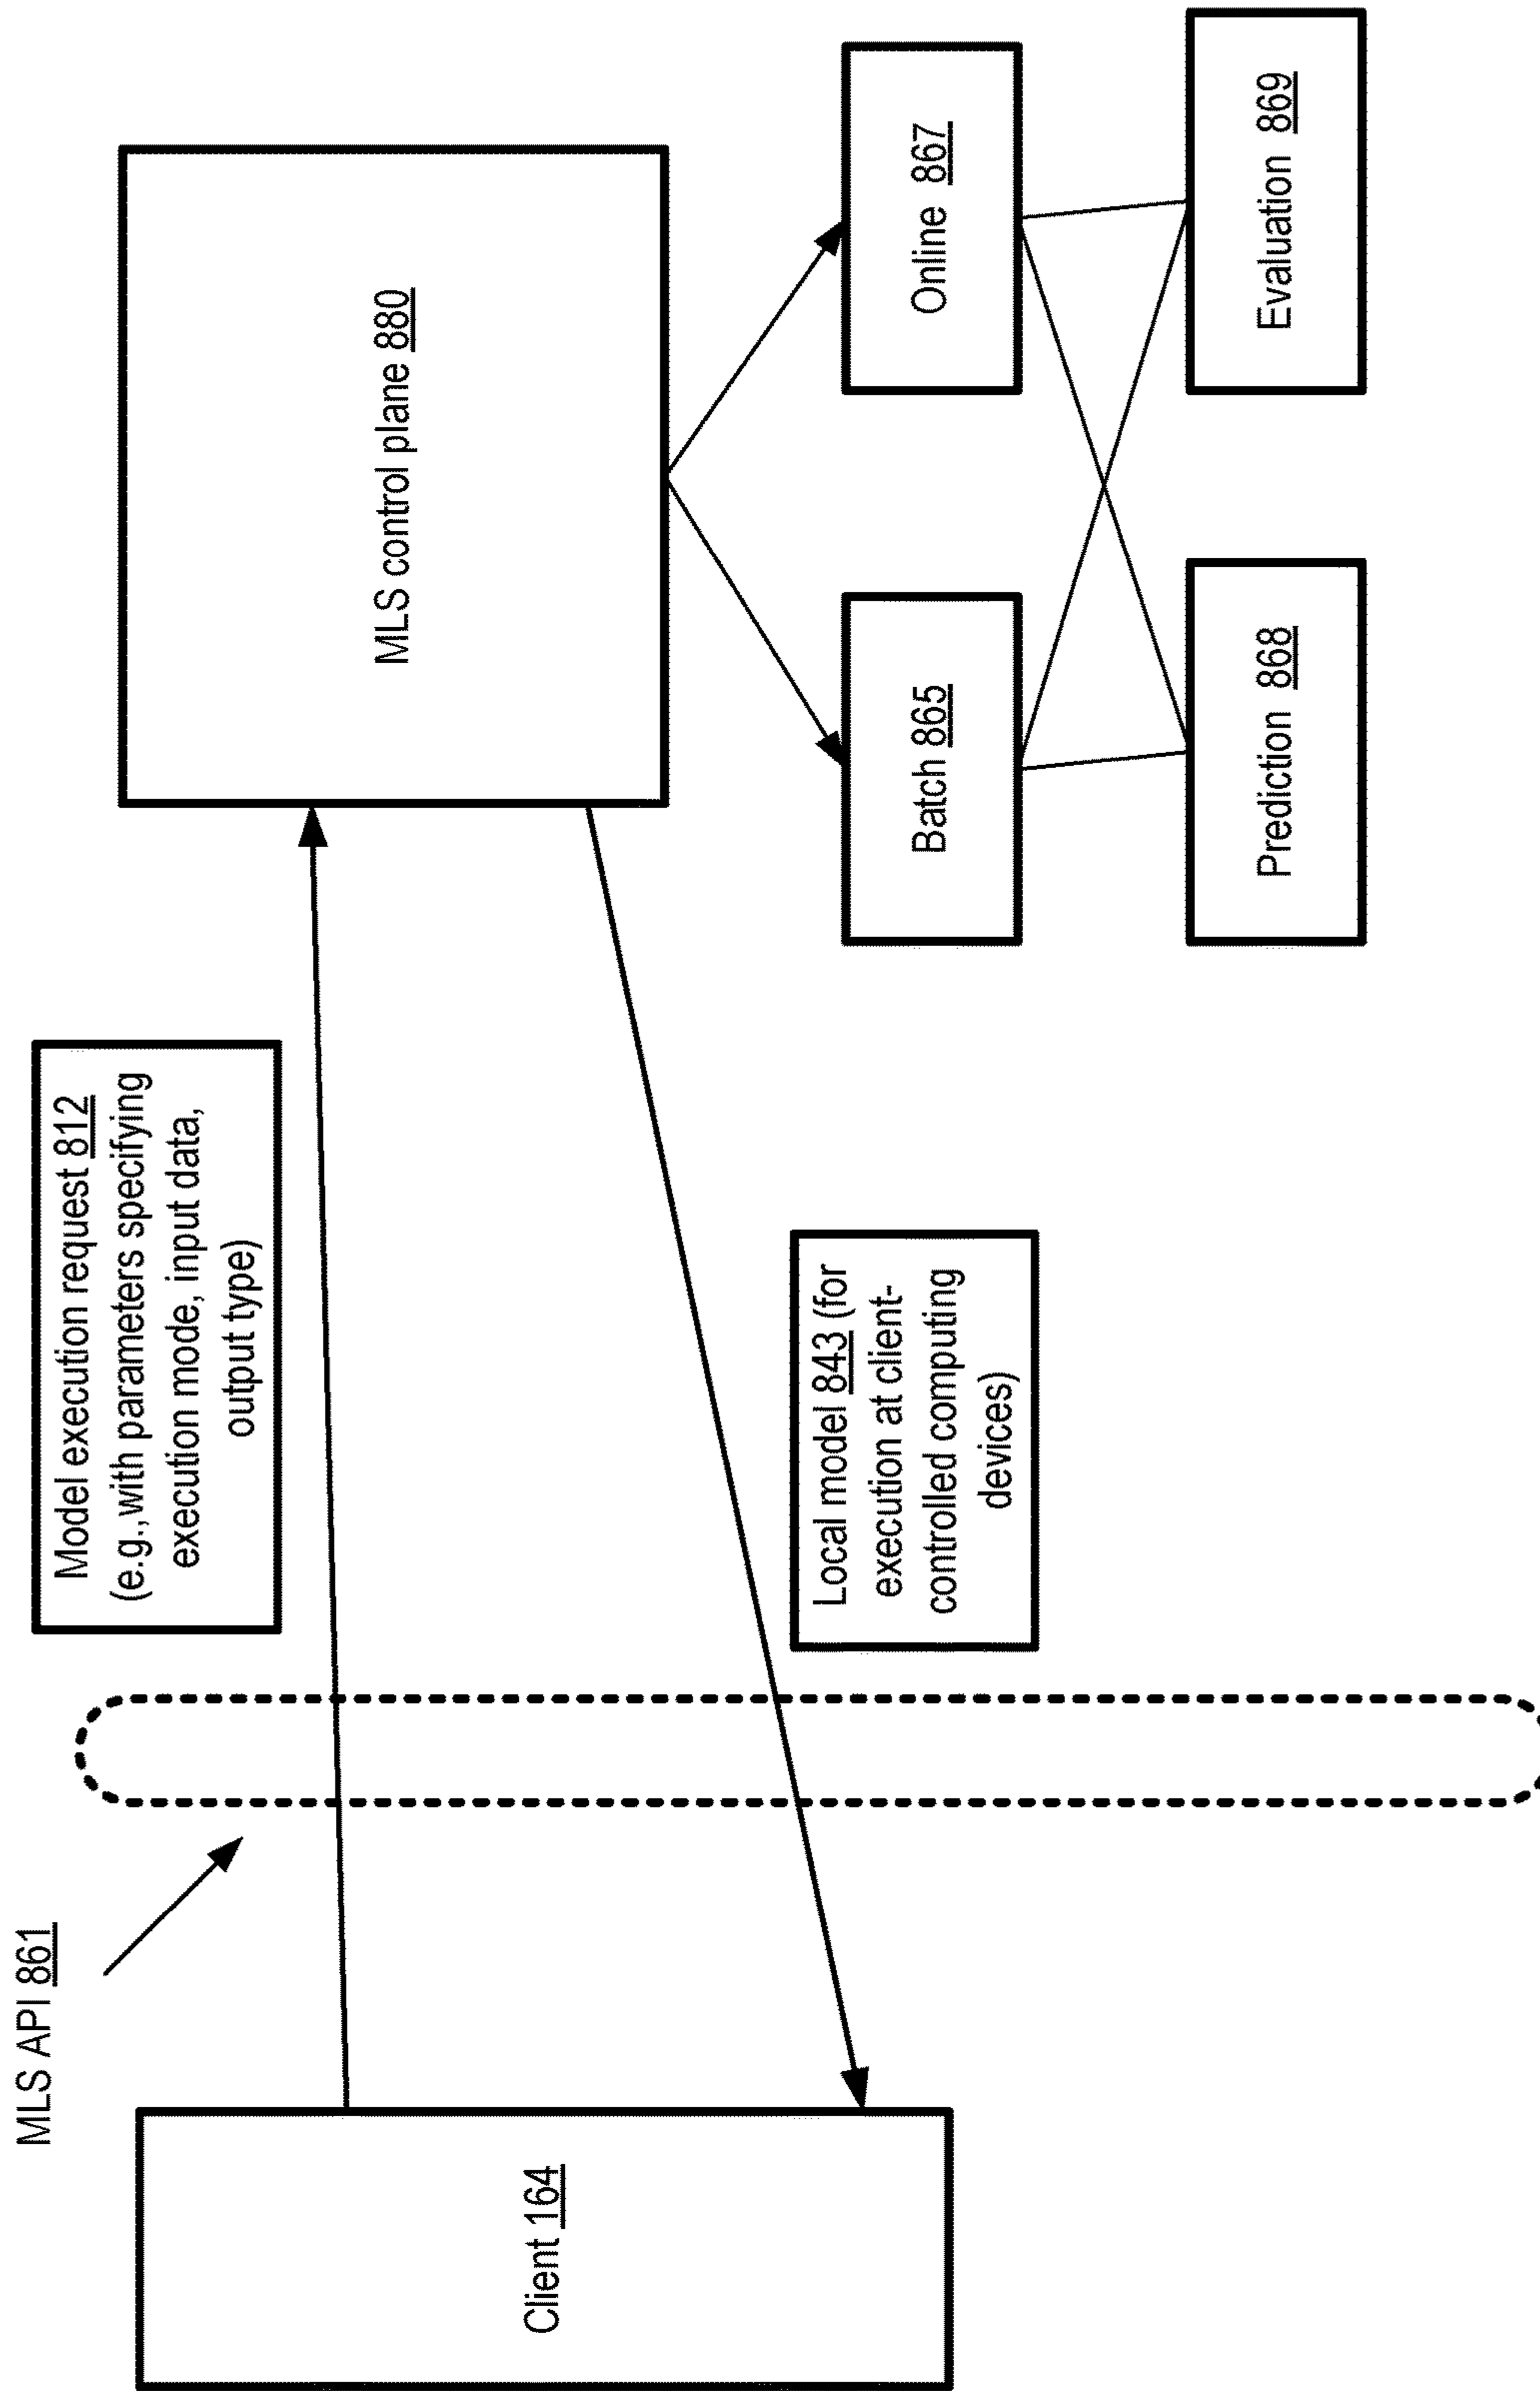 MLS API 861
Model execution request 812
(e.g.,with parameters specifying
execution mode, input data,
output type)
MLS control plane 880
Client 164
Local model 843 (for
execution at client-
controlled computing
devices)
Batch 865
Online 867
Prediction 868
Evaluation 869